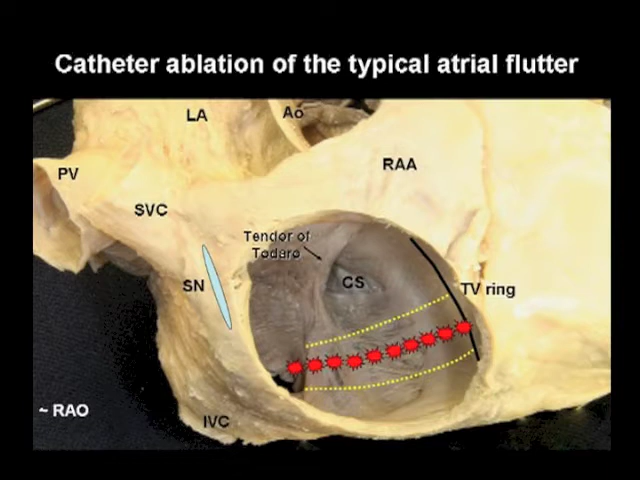 Catheter ablation of the typical atrial flutter
LA
Ao
PV
RAA
SVC
Tendor of
Todaro
SN
CS
TV ring
~ RAO
IVC